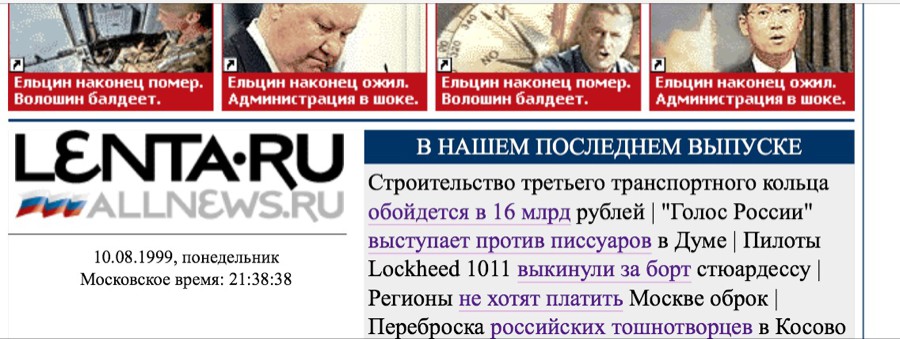 Ельцин наконец помер.
Волошин балдеет.
Ельцин наконец ожил.
Администрация в шоке.
Ельцин наконец помер.
Волошин балдеет.
Ельцин наконец ожил.
Администрация в шоке.
LENTA·RU
ALLNEWS.RU
10.08.1999, понедельник
Московское время: 21:38:38
В НАШЕМ ПОСЛЕДНЕМ ВЫПУСКЕ
Строительство третьего транспортного кольца
обойдется в 16 млрд рублей | "Голос России"
выступает против писсуаров в Думе | Пилоты
Lockheed 1011 выкинули за борт стюардессу |
Регионы не хотят платить Москве оброк |
Переброска российских тошнотворцев в Косово